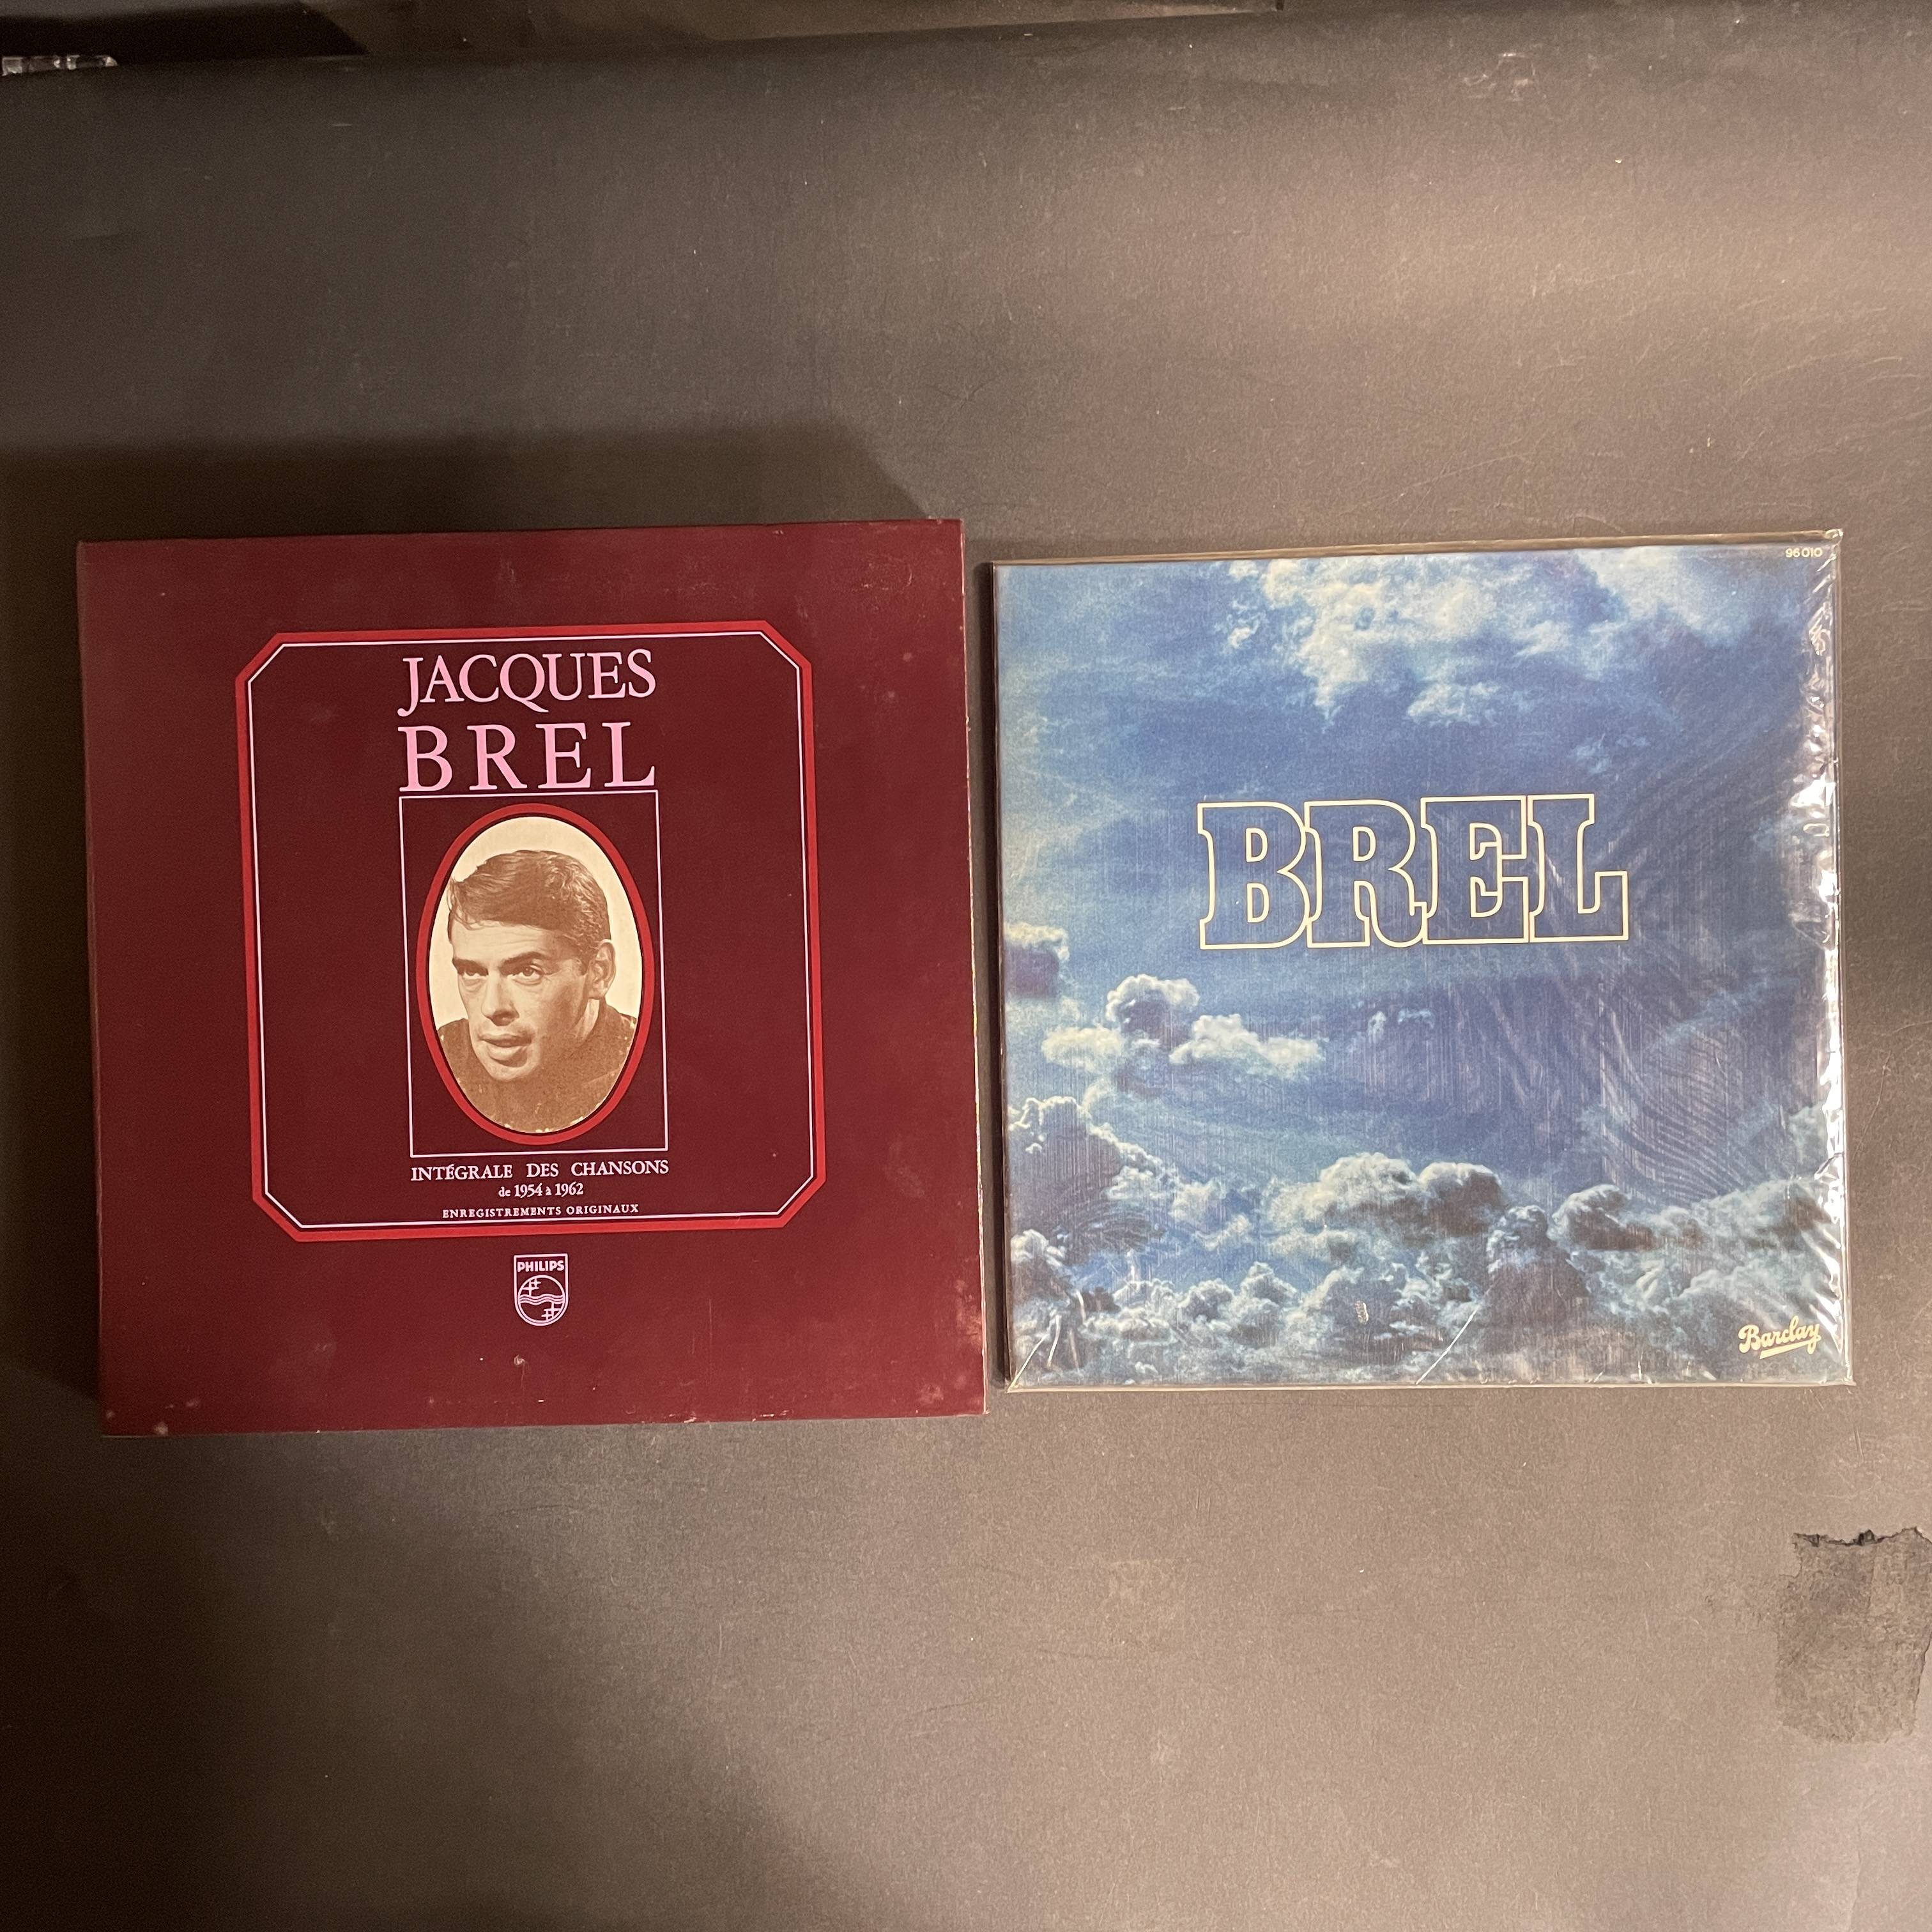 JACQUES
BREL
INTÉGRALE DES CHANSONS
de 1954 à 1962
ENREGISTREMENTS ORIGINAUX
PHILIPS
96010
BREL
Barclay